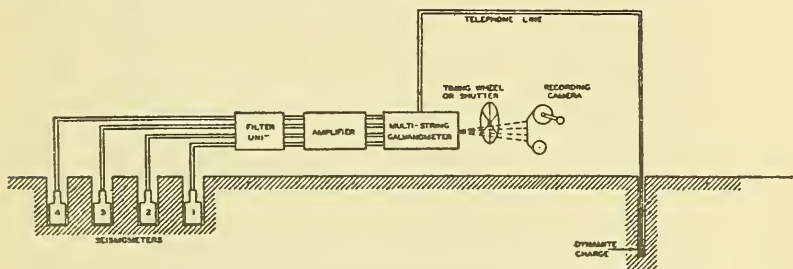 TELEPHONE LINE
TIMING WHEEL
OR SHUTTER
RECORDING
CAMERA
FILTER
UNIT
AMPLIFIER
MULTI-STRING
GALVANOMETER
4
3
2
1
SEISMOMETERS
DYNAMITE
CHARGE